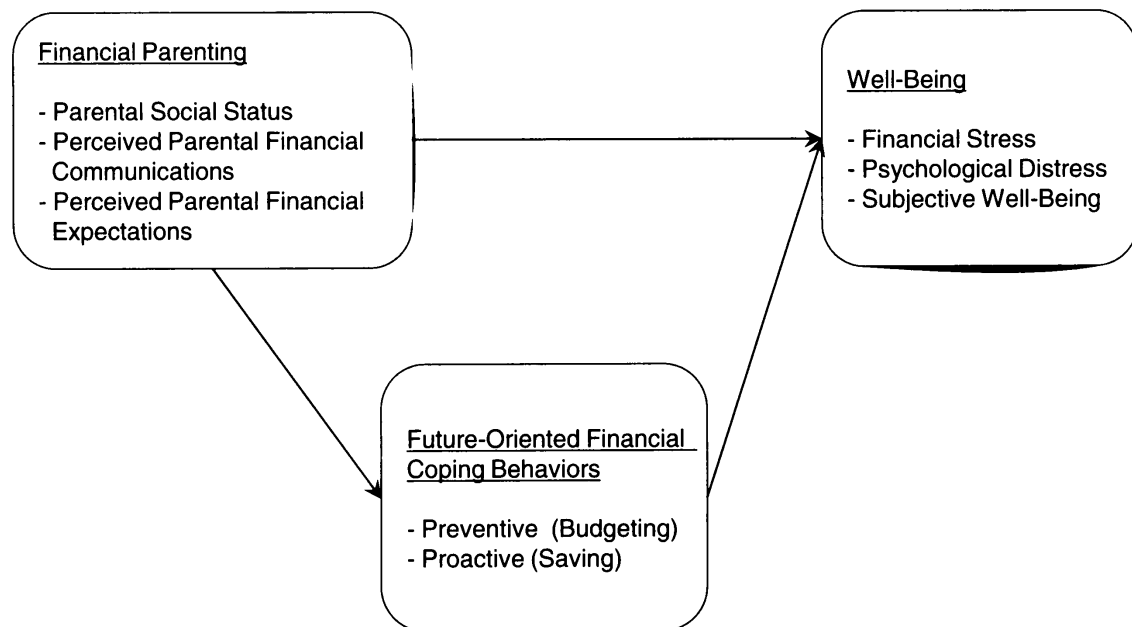 Financial Parenting
- Parental Social Status
- Perceived Parental Financial
Communications
- Perceived Parental Financial
Expectations
Well-Being
- Financial Stress
- Psychological Distress
- Subjective Well-Being
Future-Oriented Financial
Coping Behaviors
- Preventive (Budgeting)
- Proactive (Saving)